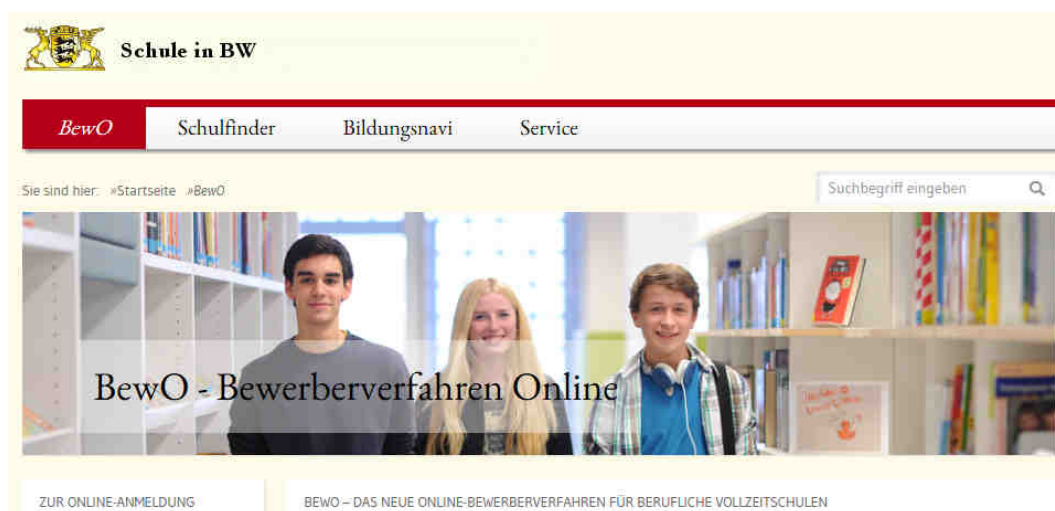 Schule in BW
BewO Schulfinder Bildungsnavi Service
Sie sind hier: »Startseite »BewO
Suchbegriff eingeben
BewO - Bewerberverfahren Online
ZUR ONLINE-ANMELDUNG
BEWO – DAS NEUE ONLINE-BEWERBERVERFAHREN FÜR BERUFLICHE VOLLZEITSCHULEN